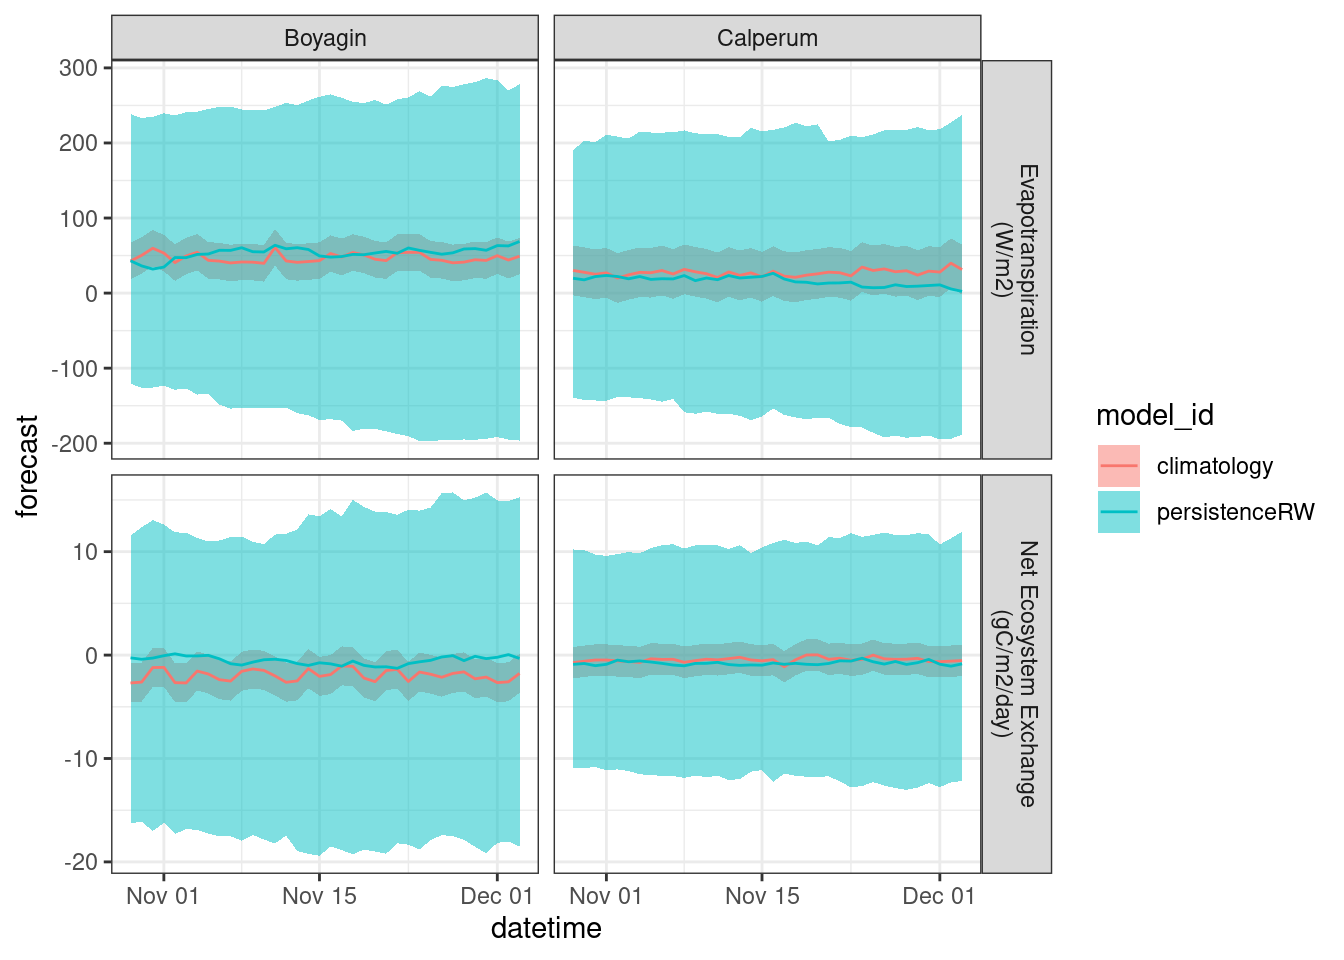 Boyagin
Calperum
300
200
100
0
-100
-200
Evapotranspiration
(W/m2)
forecast
10
0
-10
-20
Net Ecosystem Exchange
(gC/m2/day)
Nov 01
Nov 15
Dec 01
Nov 01
Nov 15
Dec 01
datetime
model_id
climatology
persistenceRW